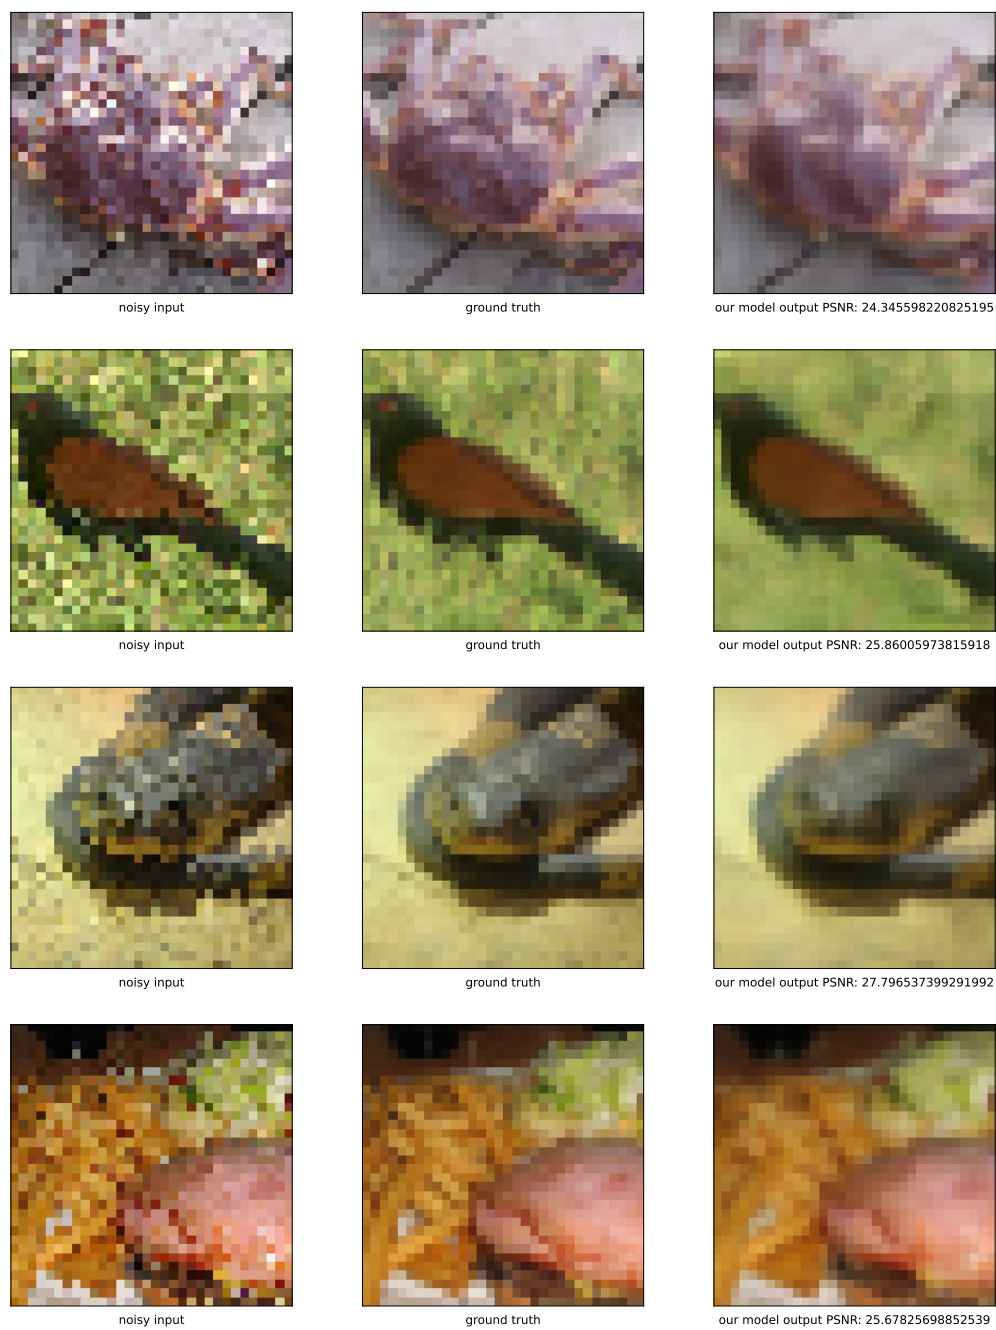 noisy input
ground truth
our model output PSNR: 24.345598220825195
noisy input
ground truth
our model output PSNR: 25.86005973815918
noisy input
ground truth
our model output PSNR: 27.796537399291992
noisy input
ground truth
our model output PSNR: 25.67825698852539